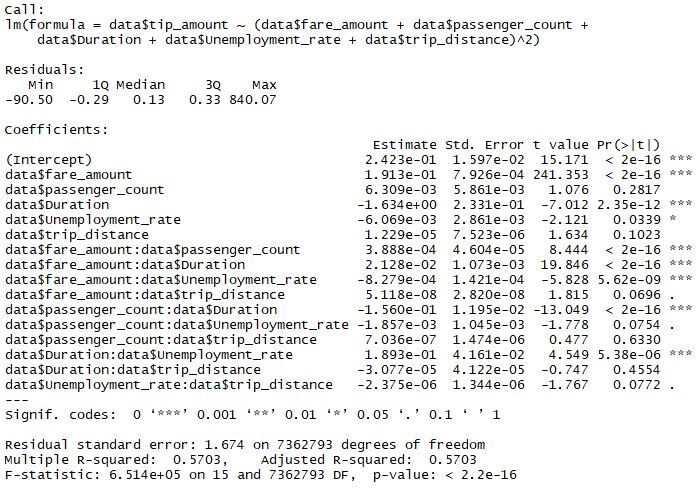 Call:
lm(formula = data$tip_amount ~ (data$fare_amount + data$passenger_count +
    data$Duration + data$Unemployment_rate + data$trip_distance)^2)
Residuals:
   Min     1Q Median     3Q    Max
-90.50  -0.29   0.13   0.33 840.07
Coefficients:
                                              Estimate Std. Error t value Pr(>|t|)
(Intercept)                                  2.423e-01  1.597e-02  15.171  < 2e-16 ***
data$fare_amount                             1.913e-01  7.926e-04 241.353  < 2e-16 ***
data$passenger_count                         6.309e-03  5.861e-03   1.076   0.2817
data$Duration                               -1.634e+00  2.331e-01  -7.012 2.35e-12 ***
data$Unemployment_rate                      -6.069e-03  2.861e-03  -2.121   0.0339 *
data$trip_distance                           1.229e-05  7.523e-06   1.634   0.1023
data$fare_amount:data$passenger_count        3.888e-04  4.604e-05   8.444  < 2e-16 ***
data$fare_amount:data$Duration               2.128e-02  1.073e-03  19.846  < 2e-16 ***
data$fare_amount:data$Unemployment_rate     -8.279e-04  1.421e-04  -5.828 5.62e-09 ***
data$fare_amount:data$trip_distance          5.118e-08  2.820e-08   1.815   0.0696 .
data$passenger_count:data$Duration          -1.560e-01  1.195e-02 -13.049  < 2e-16 ***
data$passenger_count:data$Unemployment_rate -1.857e-03  1.045e-03  -1.778   0.0754 .
data$passenger_count:data$trip_distance      7.036e-07  1.474e-06   0.477   0.6330
data$Duration:data$Unemployment_rate         1.893e-01  4.161e-02   4.549 5.38e-06 ***
data$Duration:data$trip_distance            -3.077e-05  4.122e-05  -0.747   0.4554
data$Unemployment_rate:data$trip_distance   -2.375e-06  1.344e-06  -1.767   0.0772 .
---
Signif. codes:  0 ‘***’ 0.001 ‘**’ 0.01 ‘*’ 0.05 ‘.’ 0.1 ‘ ’ 1
Residual standard error: 1.674 on 7362793 degrees of freedom
Multiple R-squared:  0.5703,    Adjusted R-squared:  0.5703
F-statistic: 6.514e+05 on 15 and 7362793 DF,  p-value: < 2.2e-16